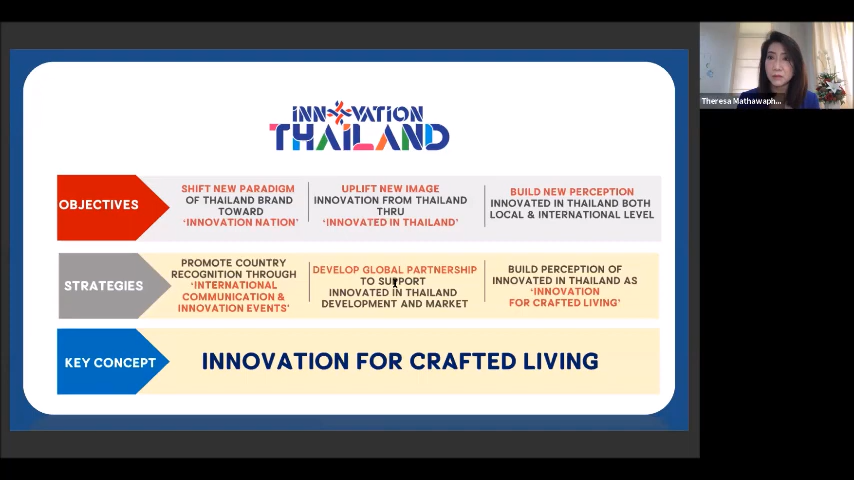 INNOVATION
THAILAND
OBJECTIVES
SHIFT NEW PARADIGM
OF THAILAND BRAND
TOWARD
‘INNOVATION NATION’
UPLIFT NEW IMAGE
INNOVATION FROM THAILAND
THRU
‘INNOVATED IN THAILAND’
BUILD NEW PERCEPTION
INNOVATED IN THAILAND BOTH
LOCAL & INTERNATIONAL LEVEL
STRATEGIES
PROMOTE COUNTRY
RECOGNITION THROUGH
‘INTERNATIONAL
COMMUNICATION &
INNOVATION EVENTS’
DEVELOP GLOBAL PARTNERSHIP
TO SUPPORT
INNOVATED IN THAILAND
DEVELOPMENT AND MARKET
BUILD PERCEPTION OF
INNOVATED IN THAILAND AS
‘INNOVATION
FOR CRAFTED LIVING’
KEY CONCEPT
INNOVATION FOR CRAFTED LIVING
Theresa Mathawaph...